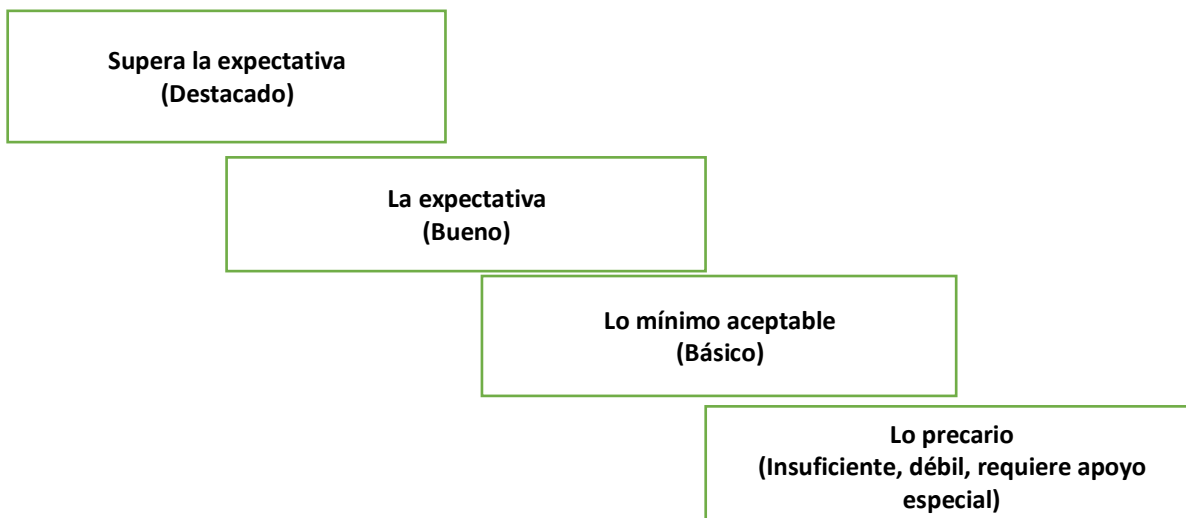 Supera la expectativa
(Destacado)
La expectativa
(Bueno)
Lo mínimo aceptable
(Básico)
Lo precario
(Insuficiente, débil, requiere apoyo
especial)